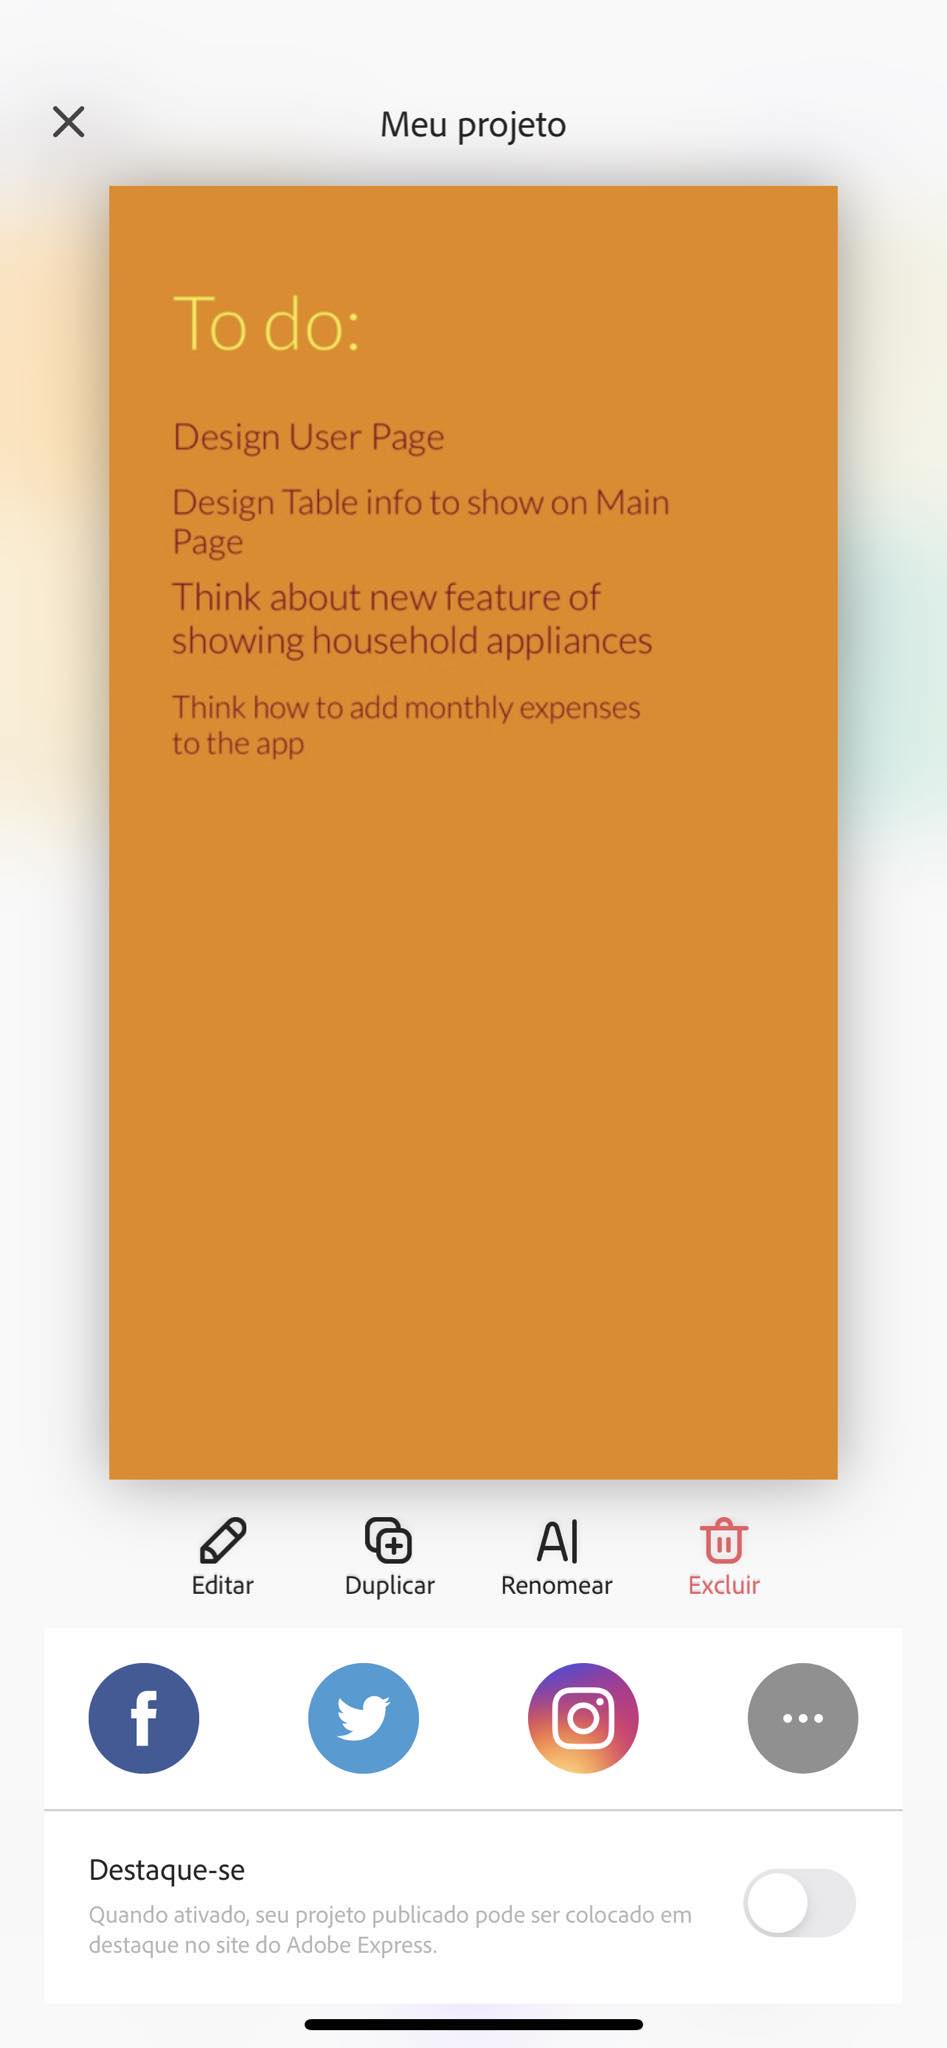 Meu projeto
To do:
Design User Page
Design Table info to show on Main
Page
Think about new feature of
showing household appliances
Think how to add monthly expenses
to the app
Editar
Duplicar
Renomear
Excluir
Destaque-se
Quando ativado, seu projeto publicado pode ser colocado em
destaque no site do Adobe Express.